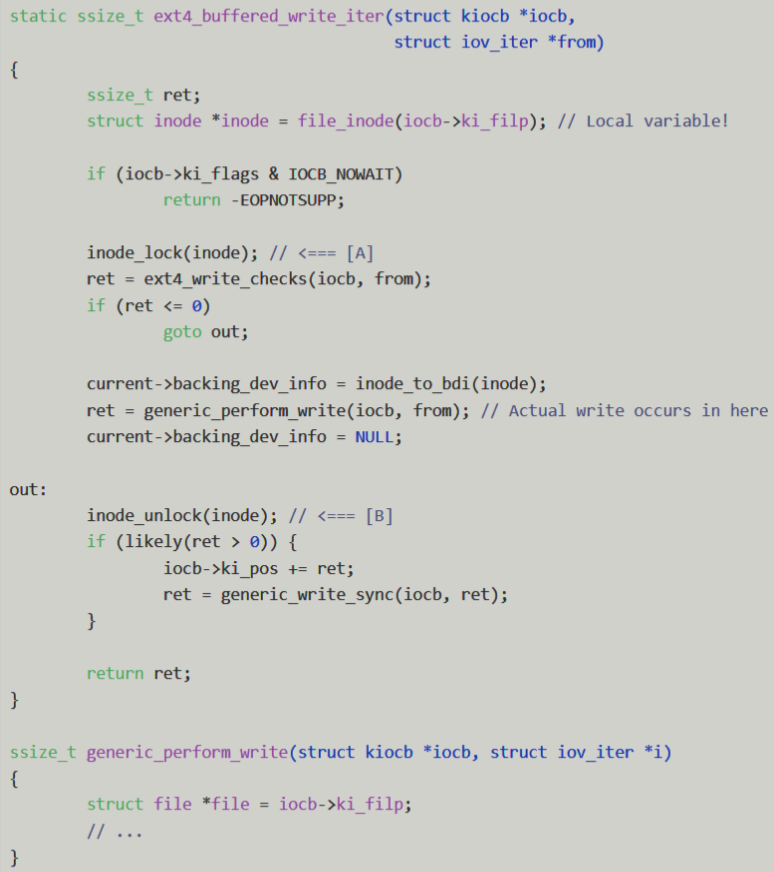 static ssize_t ext4_buffered_write_iter(struct kiocb *iocb,
                                        struct iov_iter *from)
{
        ssize_t ret;
        struct inode *inode = file_inode(iocb->ki_filp); // Local variable!

        if (iocb->ki_flags & IOCB_NOWAIT)
                return -EOPNOTSUPP;

        inode_lock(inode); // <=== [A]
        ret = ext4_write_checks(iocb, from);
        if (ret <= 0)
                goto out;

        current->backing_dev_info = inode_to_bdi(inode);
        ret = generic_perform_write(iocb, from); // Actual write occurs in here
        current->backing_dev_info = NULL;

out:
        inode_unlock(inode); // <=== [B]
        if (likely(ret > 0)) {
                iocb->ki_pos += ret;
                ret = generic_write_sync(iocb, ret);
        }

        return ret;
}

ssize_t generic_perform_write(struct kiocb *iocb, struct iov_iter *i)
{
        struct file *file = iocb->ki_filp;
        // ...
}